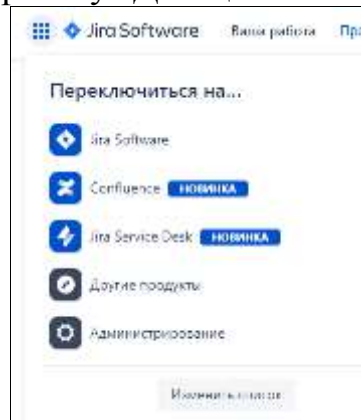 Jira Software Ваша работа Пр
Переключиться на...
Jira Software
Confluence НОВИНКА
Jira Service Desk НОВИНКА
Другие продукты
Администрирование
Изменить список